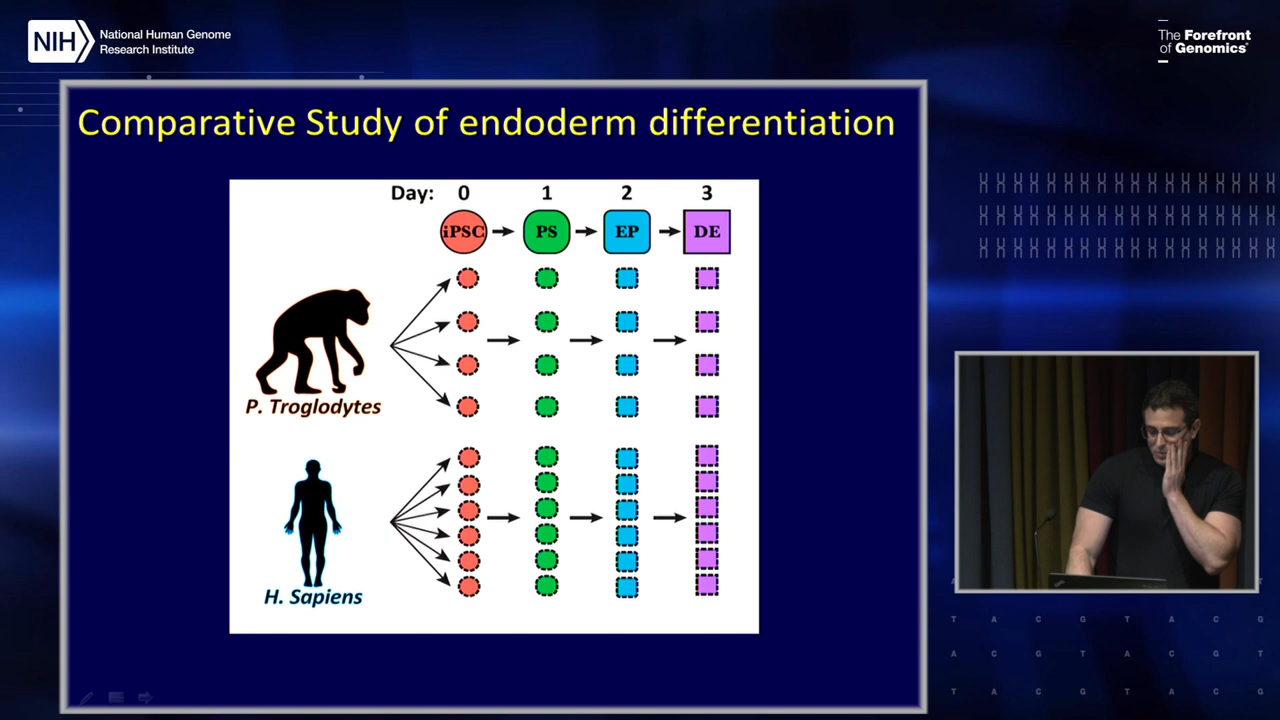 NIH
National Human Genome
Research Institute
The Forefront
of Genomics®
Comparative Study of endoderm differentiation
Day: 0 1 2 3
iPSC PS EP DE
P. Troglodytes
H. Sapiens
T A C G T A C G
A C G T A C G T
T A C G T A C G